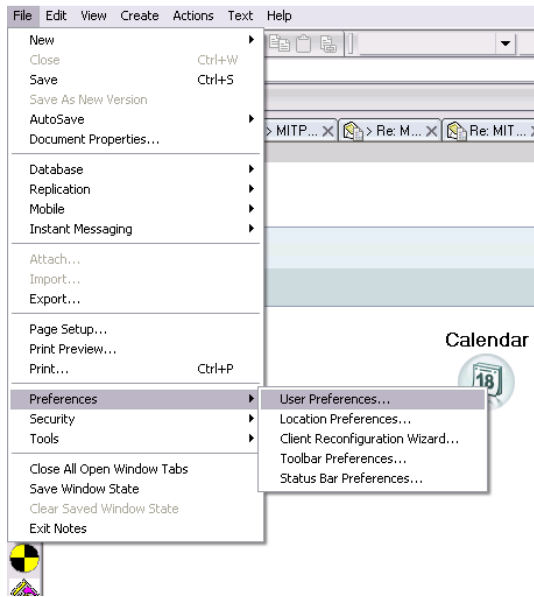 File Edit View Create Actions Text Help
New
Close Ctrl+W
Save Ctrl+S
Save As New Version
AutoSave
Document Properties...
> MITP... > Re: M... Re: MIT...
Database
Replication
Mobile
Instant Messaging
Attach...
Import...
Export...
Page Setup...
Print Preview...
Print... Ctrl+P
Calendar
18
Preferences
Security
Tools
User Preferences...
Location Preferences...
Client Reconfiguration Wizard...
Toolbar Preferences...
Status Bar Preferences...
Close All Open Window Tabs
Save Window State
Clear Saved Window State
Exit Notes